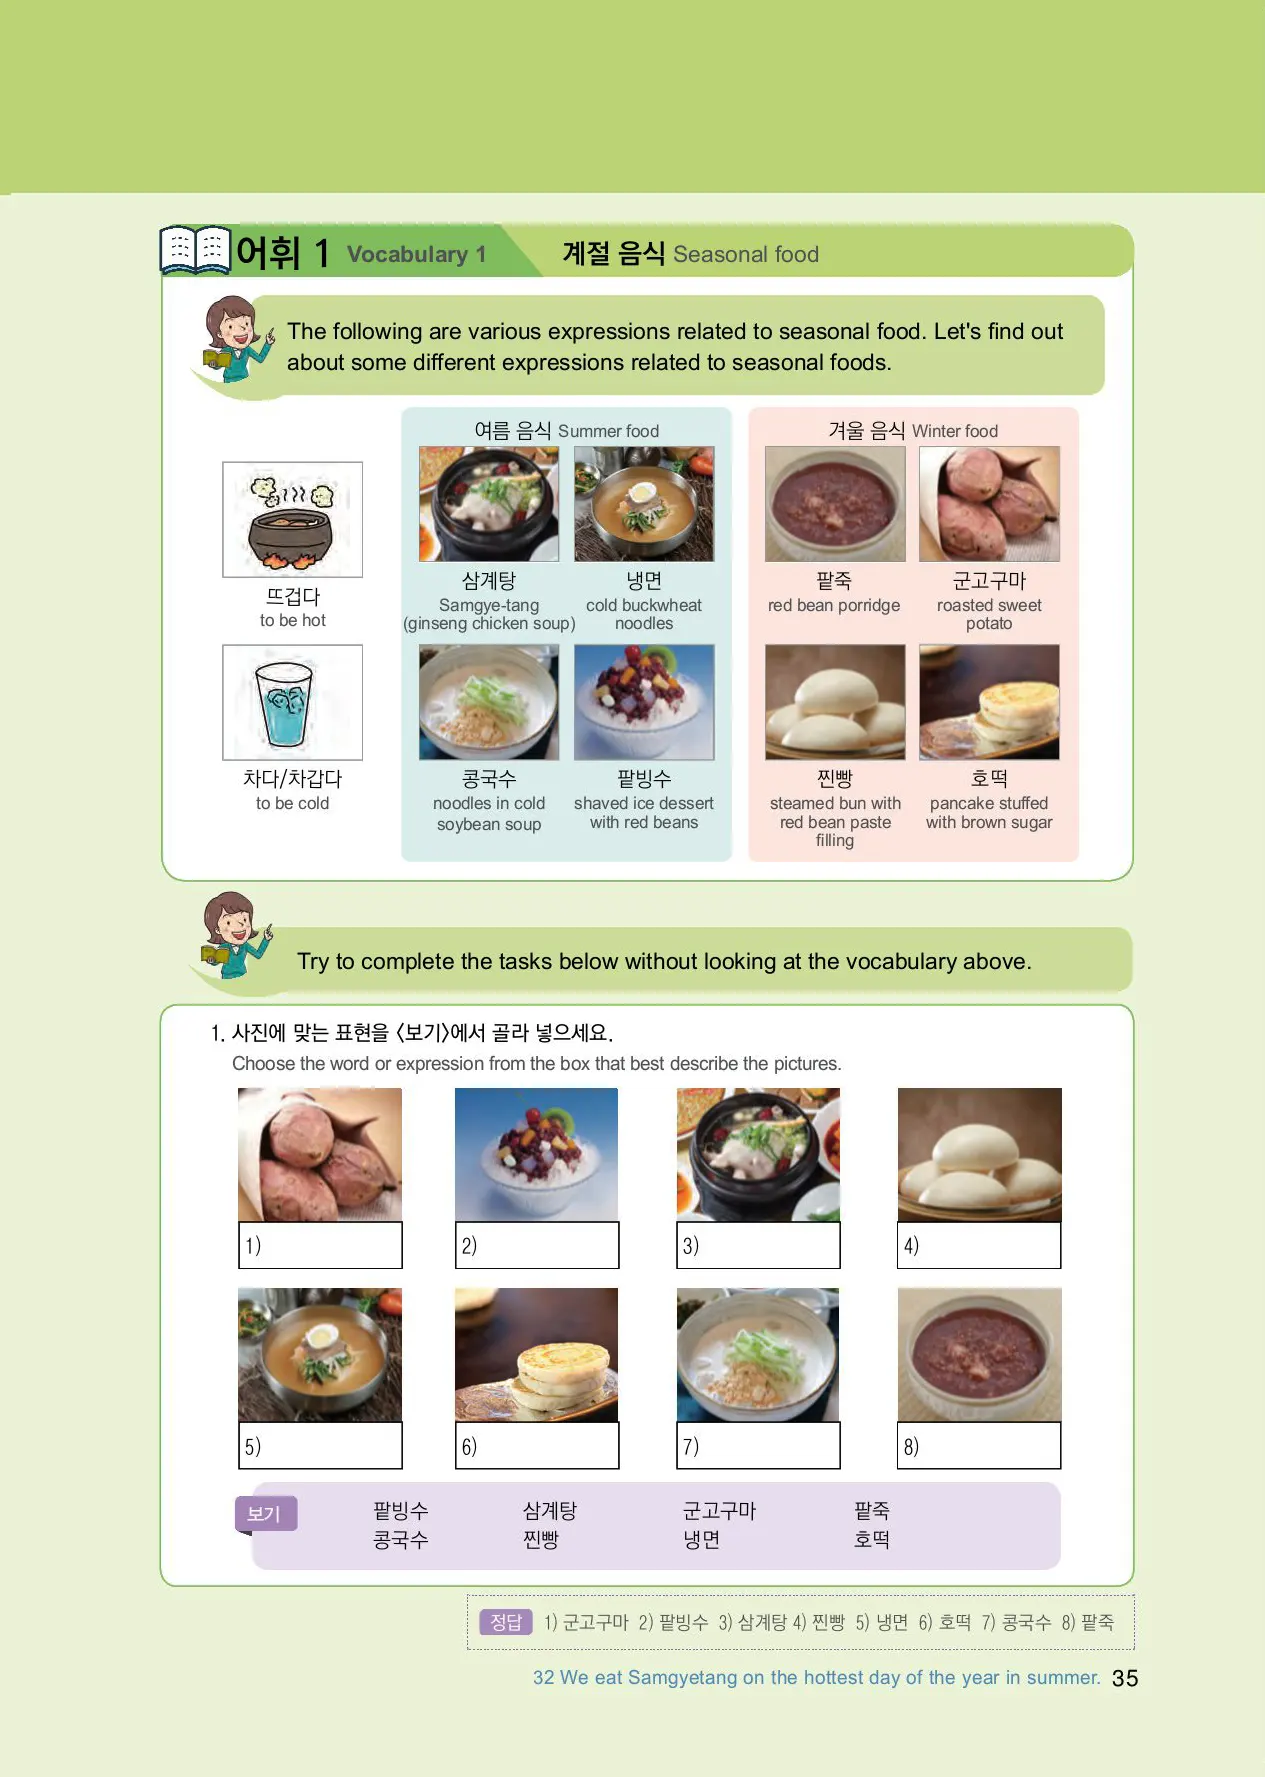 어휘 1 Vocabulary 1 계절 음식 Seasonal food
The following are various expressions related to seasonal food. Let's find out
about some different expressions related to seasonal foods.
여름 음식 Summer food
겨울 음식 Winter food
뜨겁다
to be hot
삼계탕
Samgye-tang
(ginseng chicken soup)
냉면
cold buckwheat
noodles
팥죽
red bean porridge
군고구마
roasted sweet
potato
차다/차갑다
to be cold
콩국수
noodles in cold
soybean soup
팥빙수
shaved ice dessert
with red beans
찐빵
steamed bun with
red bean paste
filling
호떡
pancake stuffed
with brown sugar
Try to complete the tasks below without looking at the vocabulary above.
1. 사진에 맞는 표현을 〈보기〉에서 골라 넣으세요.
Choose the word or expression from the box that best describe the pictures.
1)
2)
3)
4)
5)
6)
7)
8)
보기
팥빙수 삼계탕 군고구마 팥죽
콩국수 찐빵 냉면 호떡
정답 1) 군고구마 2) 팥빙수 3) 삼계탕 4) 찐빵 5) 냉면 6) 호떡 7) 콩국수 8) 팥죽
32 We eat Samgyetang on the hottest day of the year in summer. 35